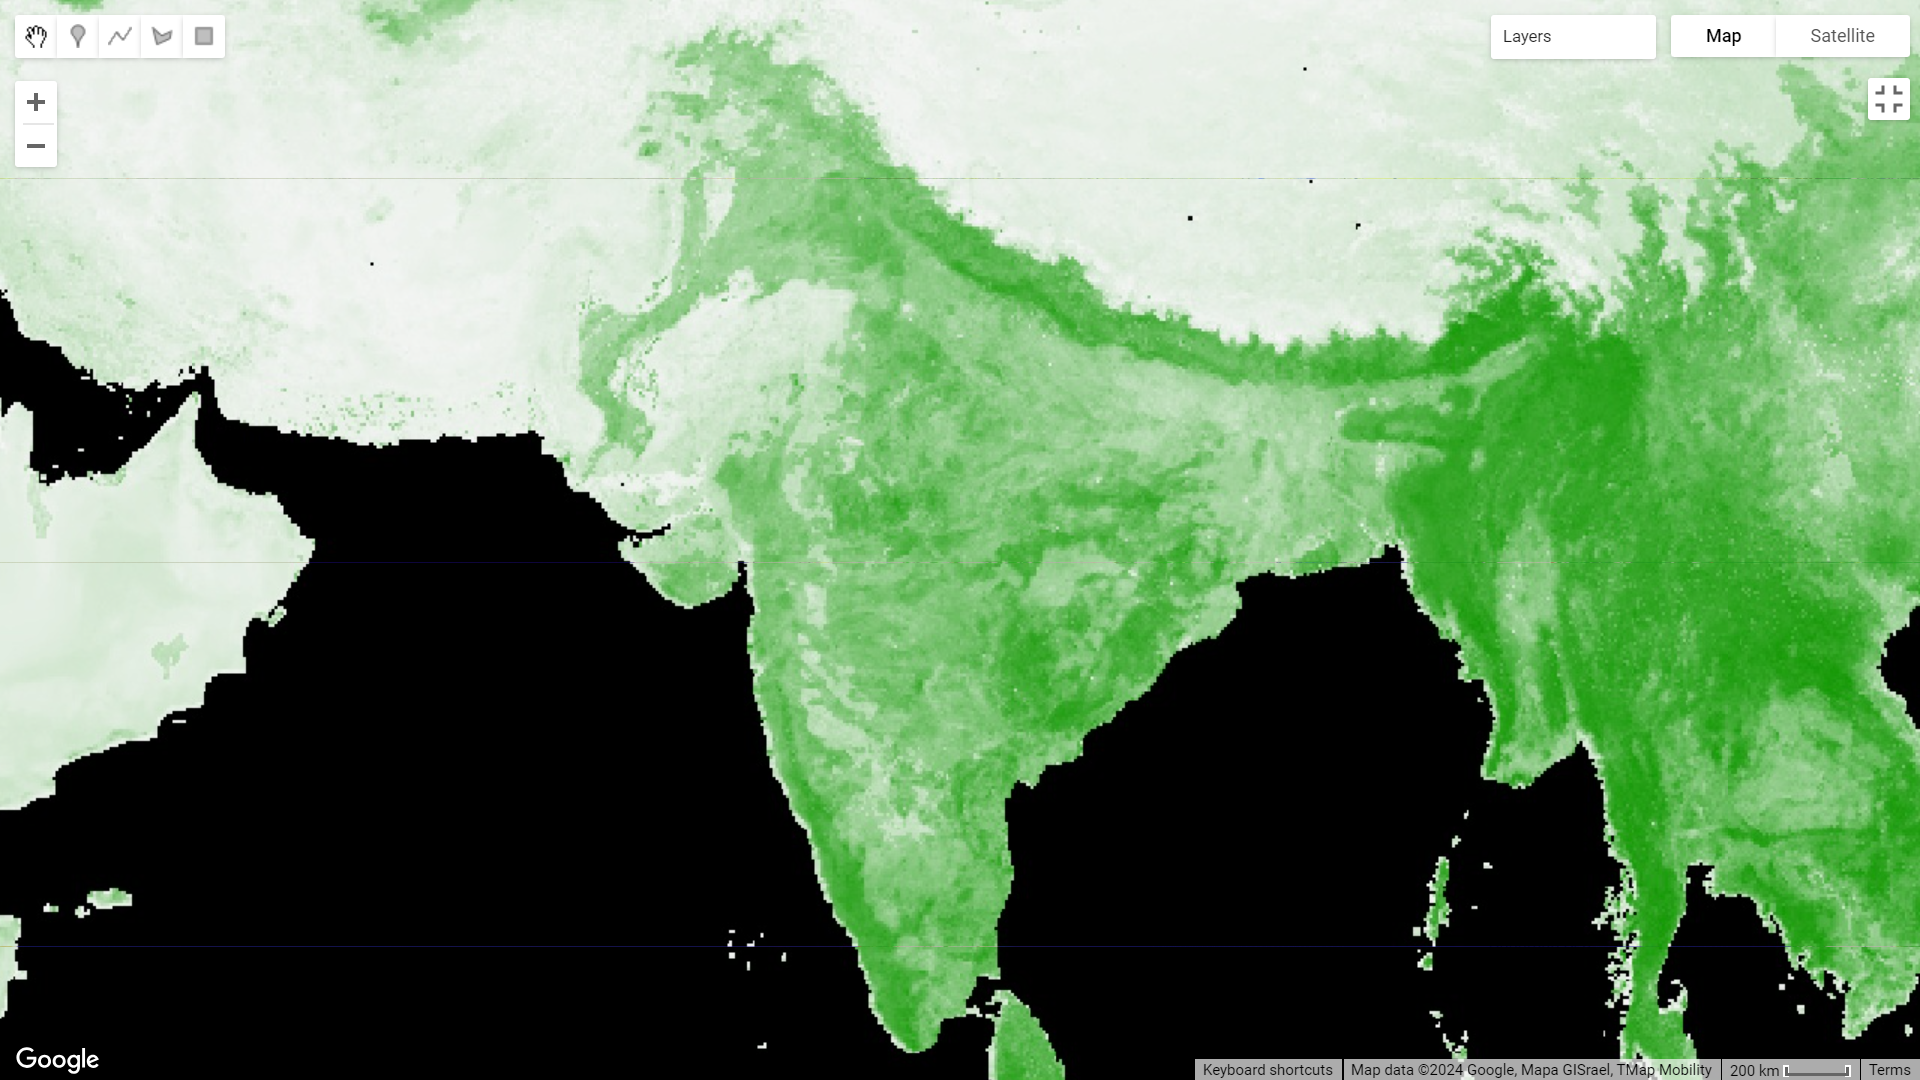 Layers
Map
Satellite
Google
Keyboard shortcuts
Map data ©2024 Google, Mapa GISrael, TMap Mobility
200 km
Terms